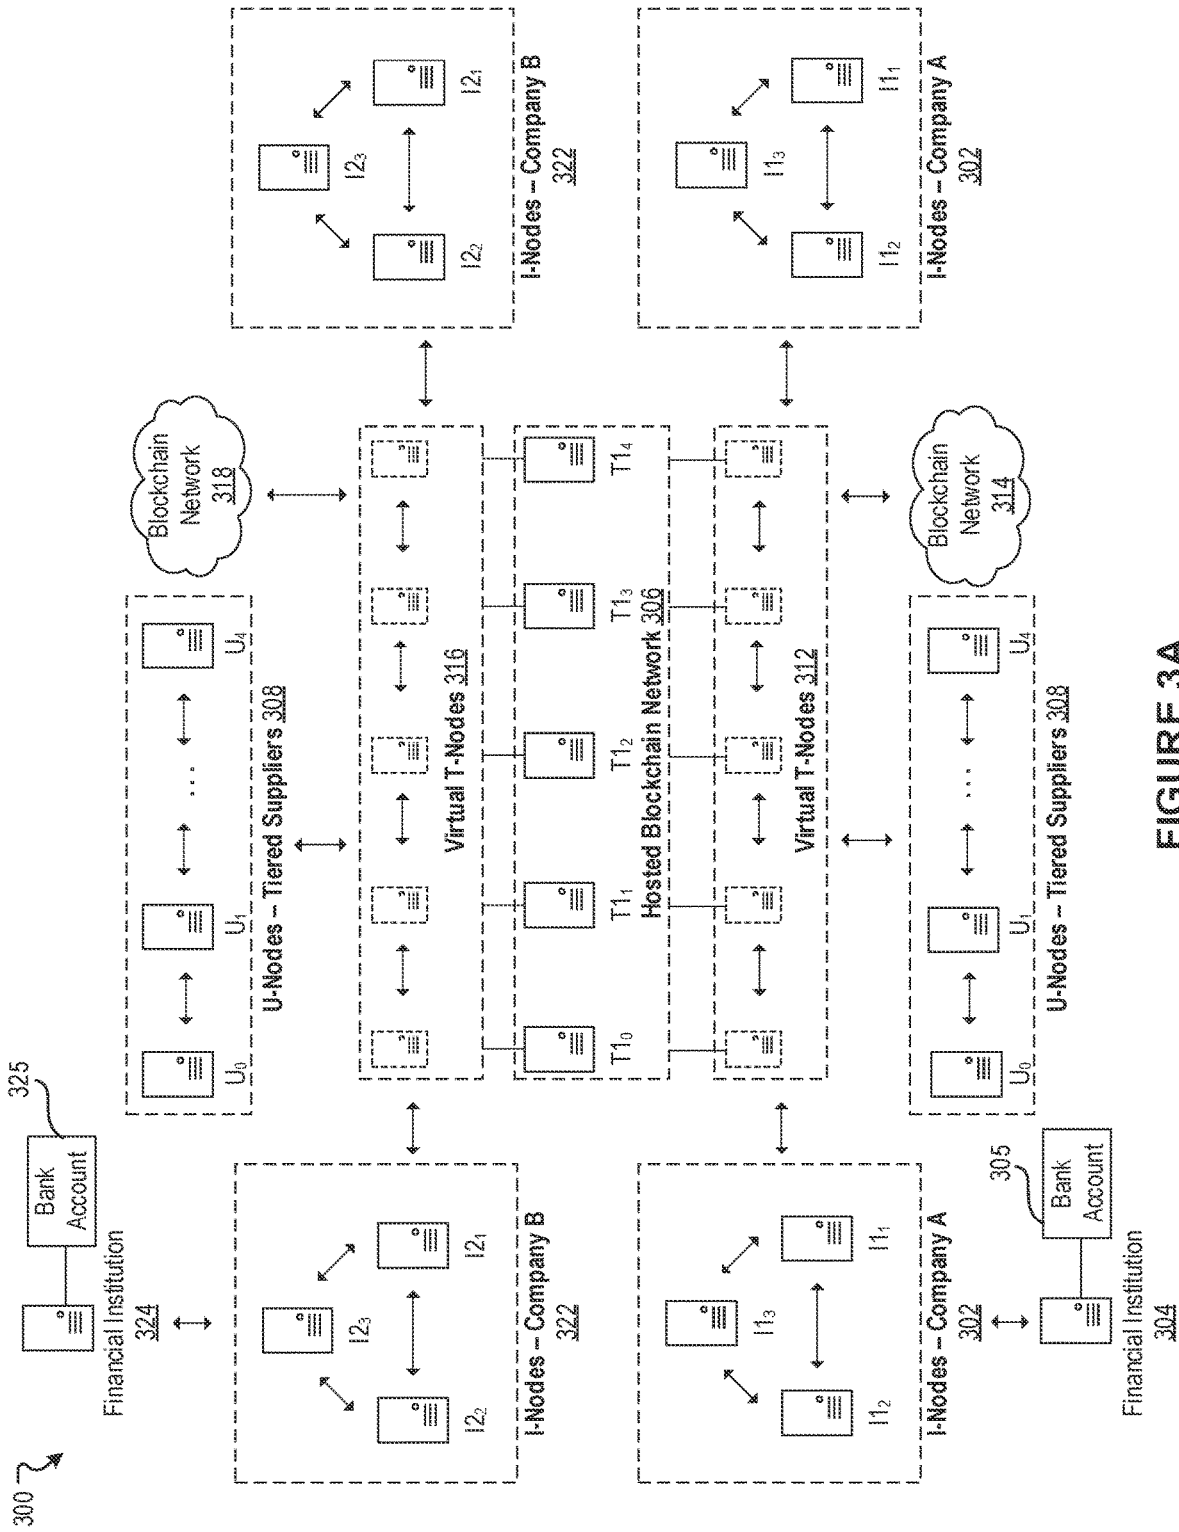 300
Financial Institution
324
Bank
Account
325
U₀
U₁
...
U₄
U-Nodes – Tiered Suppliers 308
Blockchain
Network
318
I2₃
I2₂
I2₁
I-Nodes – Company B
322
Virtual T-Nodes 316
I2₃
I2₂
I2₁
I-Nodes – Company B
322
T1₀
T1₁
T1₂
T1₃
T1₄
Hosted Blockchain Network 306
I1₃
I1₂
I1₁
I-Nodes – Company A
302
Virtual T-Nodes 312
I1₃
I1₂
I1₁
I-Nodes – Company A
302
Financial Institution
304
Bank
Account
305
U₀
U₁
...
U₄
U-Nodes – Tiered Suppliers 308
Blockchain
Network
314
FIGURE 3A